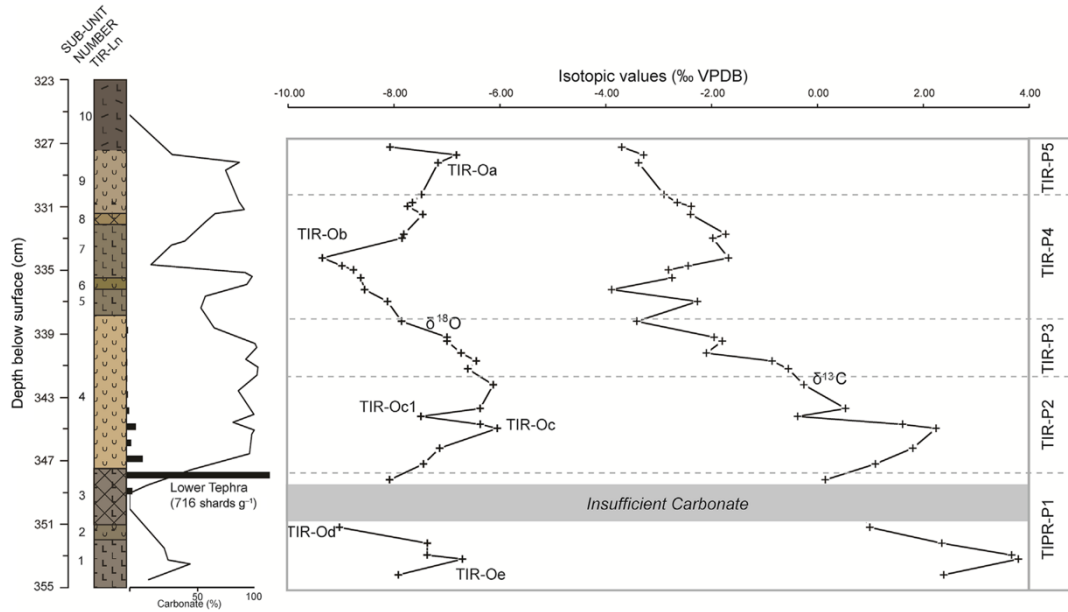 SUB-UNIT
NUMBER
TIR-Ln
Isotopic values (‰ VPDB)
-10.00 -8.00 -6.00 -4.00 -2.00 0.00 2.00 4.00
Depth below surface (cm)
323
327
331
335
339
343
347
351
355
10
9
8
7
6
5
4
3
2
1
TIR-Oa
TIR-Ob
δ18O
δ13C
TIR-Oc1
TIR-Oc
Lower Tephra
(716 shards g⁻¹)
Insufficient Carbonate
TIR-Od
TIR-Oe
TIR-P5
TIR-P4
TIR-P3
TIR-P2
TIPR-P1
50 100
Carbonate (%)